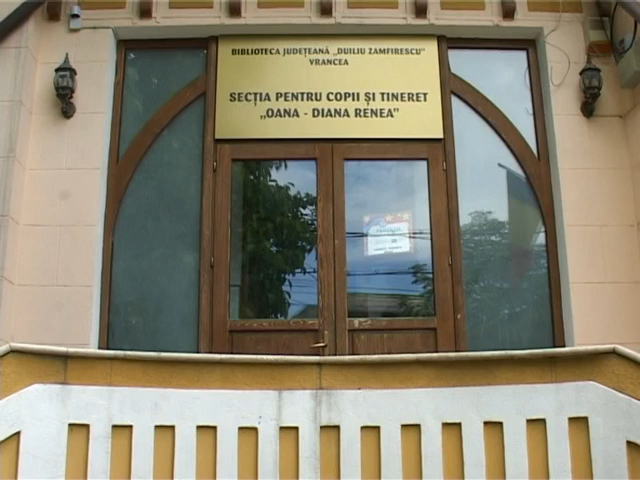 BIBLIOTECA JUDEȚEANĂ „DUILIU ZAMFIRESCU"
VRANCEA
SECȚIA PENTRU COPII ȘI TINERET
„OANA - DIANA RENEA"